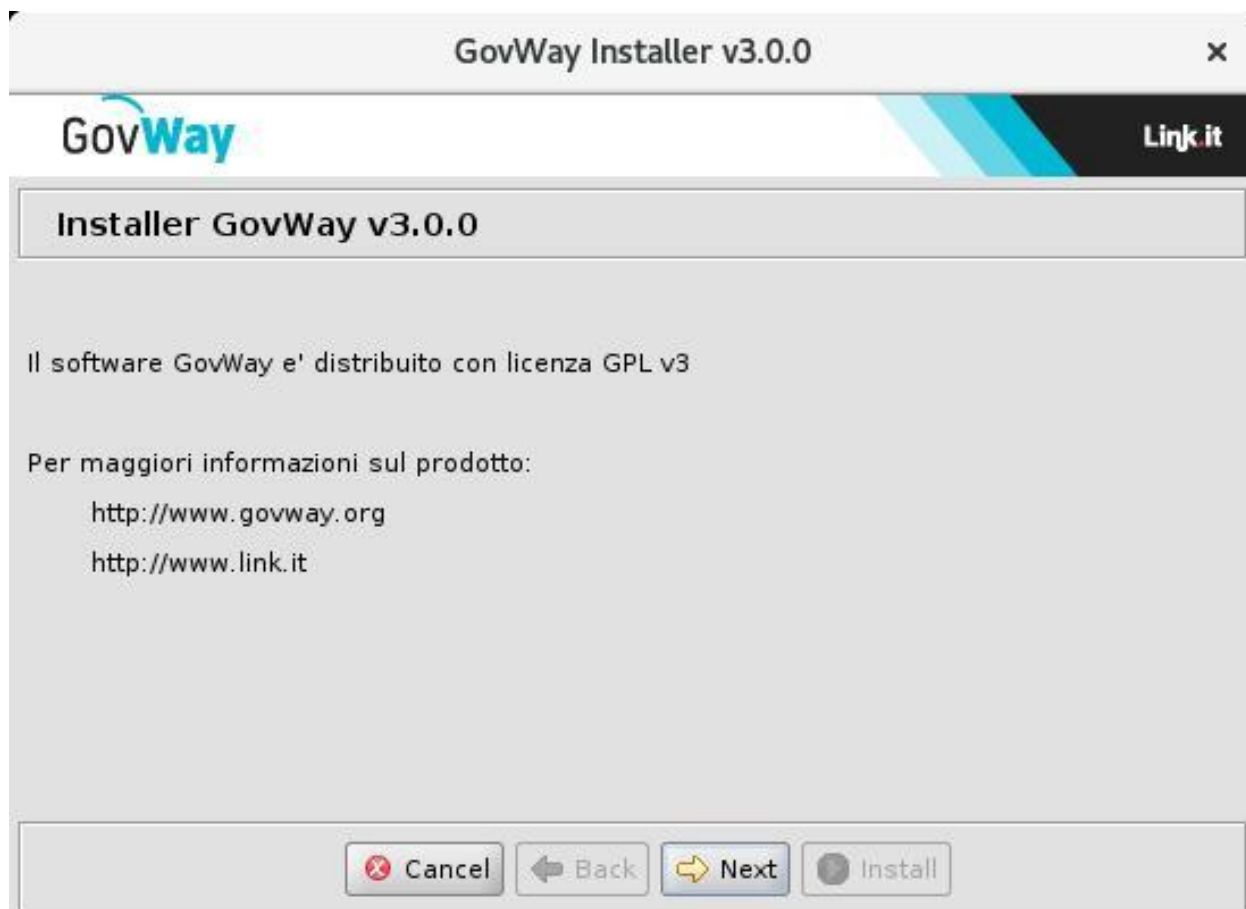 GovWay Installer v3.0.0
GovWay
Link.it
Installer GovWay v3.0.0
Il software GovWay e' distribuito con licenza GPL v3
Per maggiori informazioni sul prodotto:
http://www.govway.org
http://www.link.it
Cancel
Back
Next
Install